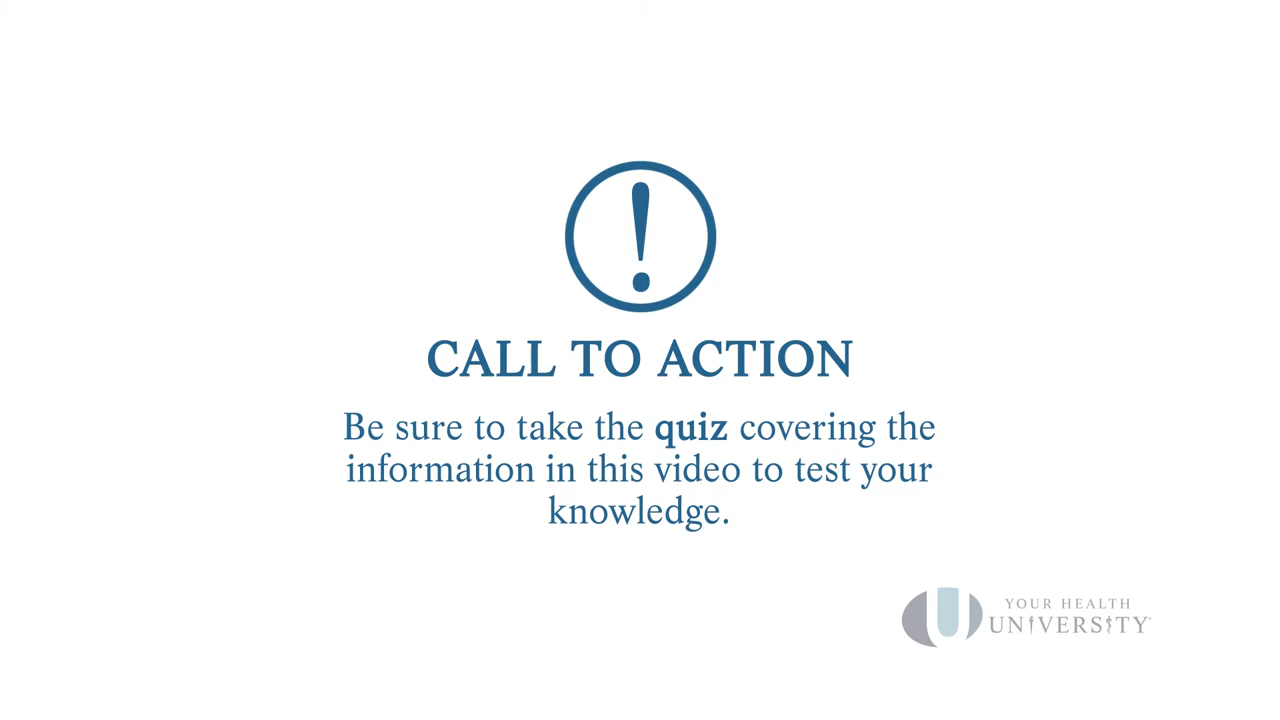 CALL TO ACTION
Be sure to take the quiz covering the
information in this video to test your
knowledge.
YOUR HEALTH
UNIVERSITY